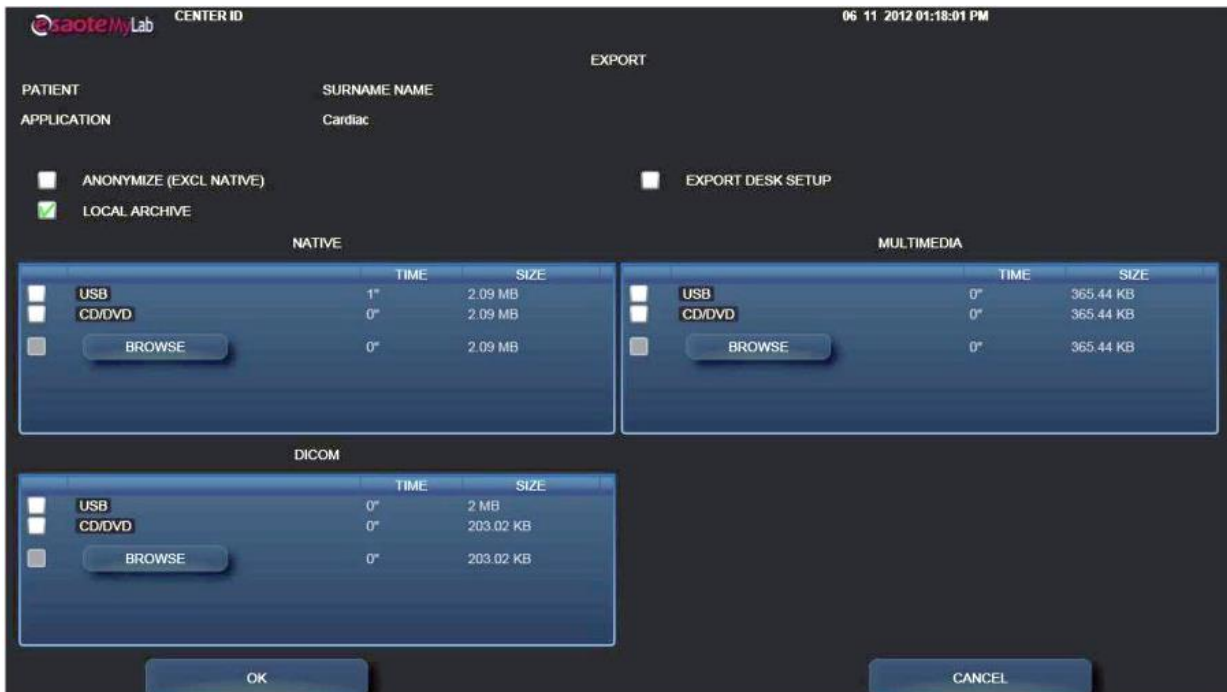 esaote MyLab CENTER ID 06 11 2012 01:18:01 PM
EXPORT
PATIENT SURNAME NAME
APPLICATION Cardiac
ANONYMIZE (EXCL NATIVE) EXPORT DESK SETUP
LOCAL ARCHIVE
NATIVE
TIME SIZE
USB 1" 2.09 MB
CD/DVD 0" 2.09 MB
BROWSE 0" 2.09 MB
MULTIMEDIA
TIME SIZE
USB 0" 365.44 KB
CD/DVD 0" 365.44 KB
BROWSE 0" 365.44 KB
DICOM
TIME SIZE
USB 0" 2 MB
CD/DVD 0" 203.02 KB
BROWSE 0" 203.02 KB
OK CANCEL